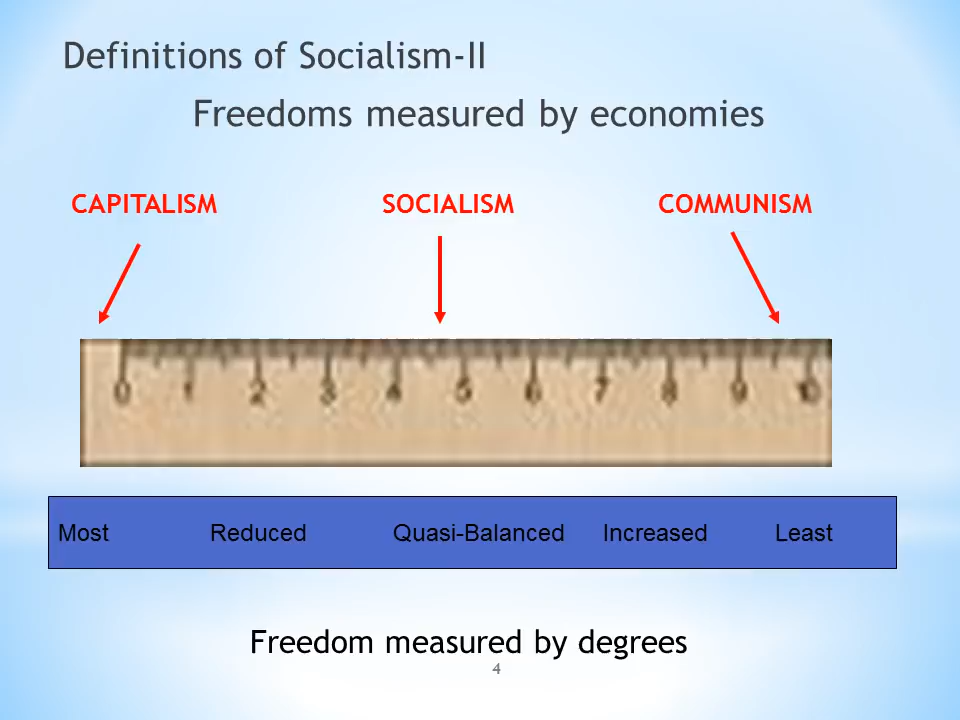 Definitions of Socialism-II
Freedoms measured by economies
CAPITALISM SOCIALISM COMMUNISM
0 1 2 3 4 5 6 7 8 9 10
Most Reduced Quasi-Balanced Increased Least
Freedom measured by degrees
4